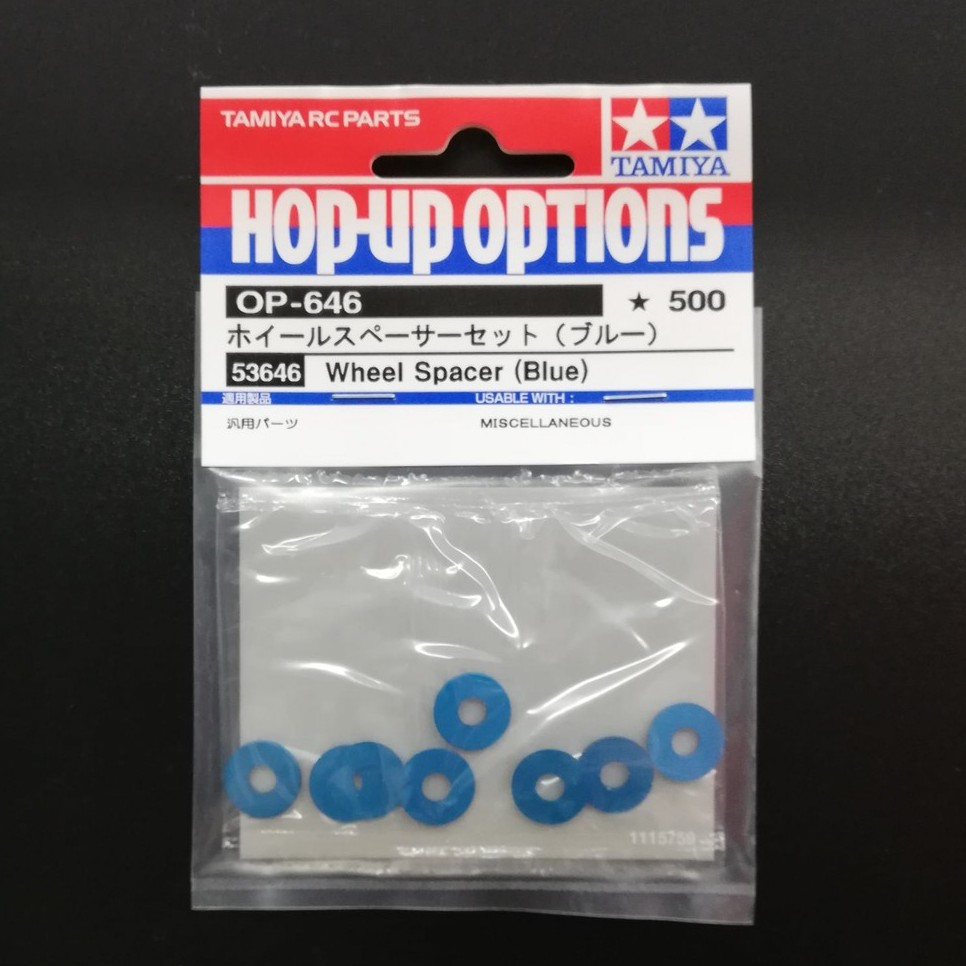 TAMIYA RC PARTS
TAMIYA
HOP-UP OPTIONS
OP-646 ★ 500
ホイールスペーサーセット（ブルー）
53646 Wheel Spacer (Blue)
適用製品 USABLE WITH :
汎用パーツ MISCELLANEOUS
1115759